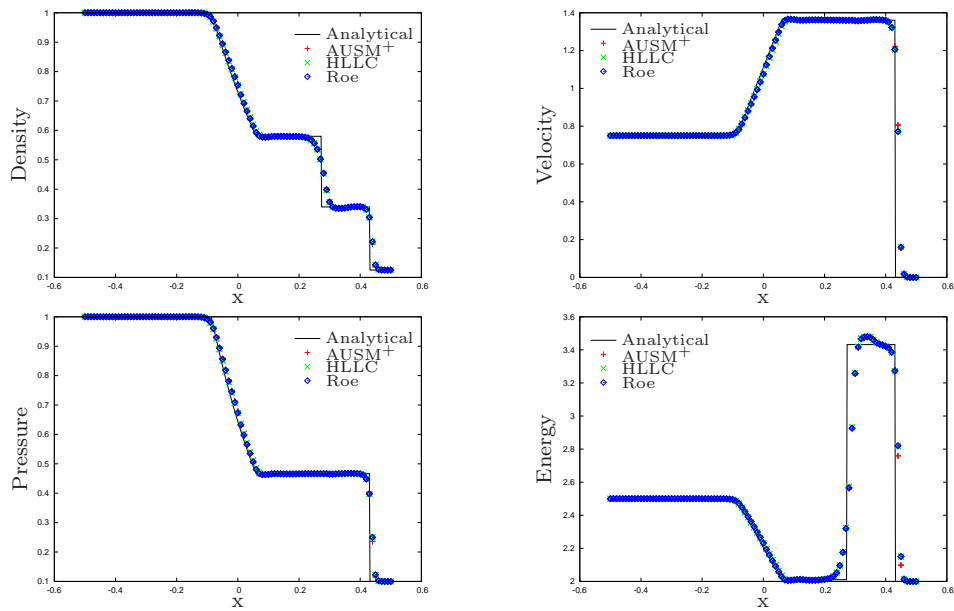 1
0.9
0.8
0.7
0.6
0.5
0.4
0.3
0.2
0.1
-0.6 -0.4 -0.2 0 0.2 0.4 0.6
Density
x
Analytical
AUSM+
HLLC
Roe
1.4
1.2
1
0.8
0.6
0.4
0.2
0
-0.6 -0.4 -0.2 0 0.2 0.4 0.6
Velocity
x
Analytical
AUSM+
HLLC
Roe
1
0.9
0.8
0.7
0.6
0.5
0.4
0.3
0.2
0.1
-0.6 -0.4 -0.2 0 0.2 0.4 0.6
Pressure
x
Analytical
AUSM+
HLLC
Roe
3.6
3.4
3.2
3
2.8
2.6
2.4
2.2
2
-0.6 -0.4 -0.2 0 0.2 0.4 0.6
Energy
x
Analytical
AUSM+
HLLC
Roe